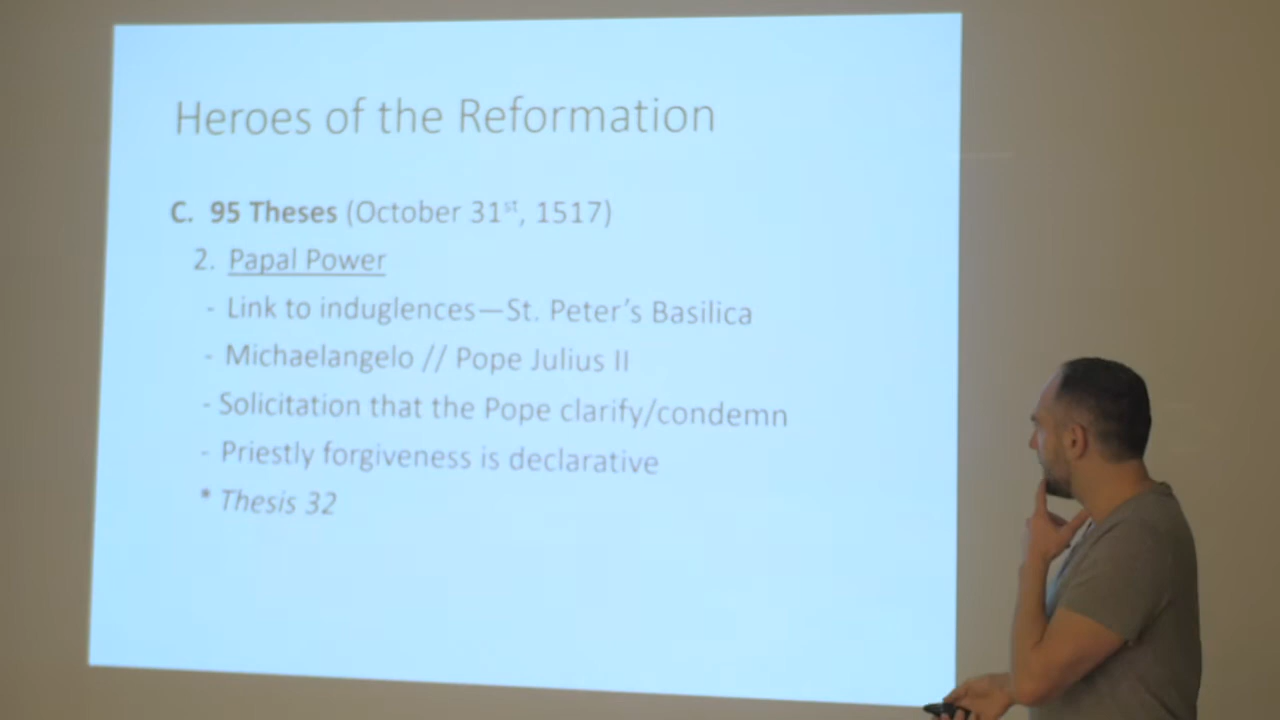 Heroes of the Reformation
C. 95 Theses (October 31st, 1517)
2. Papal Power
- Link to induglences—St. Peter's Basilica
- Michaelangelo // Pope Julius II
- Solicitation that the Pope clarify/condemn
- Priestly forgiveness is declarative
* Thesis 32